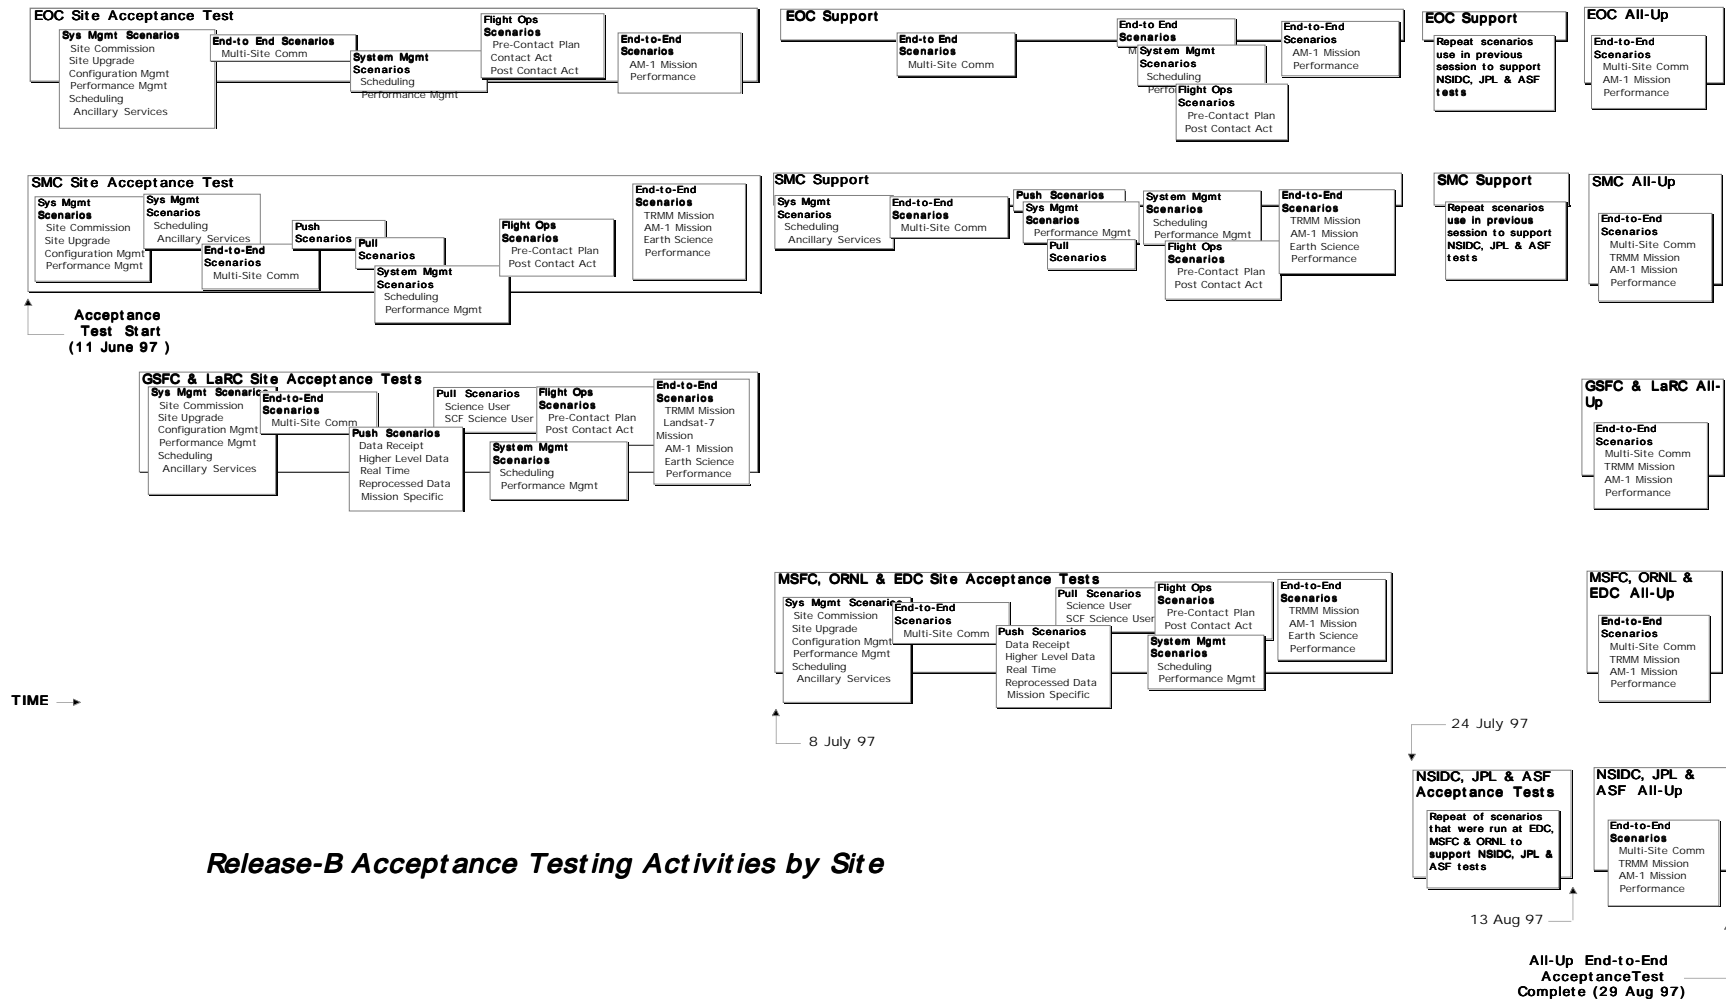 EOC Site Acceptance Test
Sys Mgmt Scenarios
Site Commission
Site Upgrade
Configuration Mgmt
Performance Mgmt
Scheduling
Ancillary Services
End-to End Scenarios
Multi-Site Comm
System Mgmt
Scenarios
Scheduling
Performance Mgmt
Flight Ops
Scenarios
Pre-Contact Plan
Contact Act
Post Contact Act
End-to-End
Scenarios
AM-1 Mission
Performance
EOC Support
End-to End
Scenarios
Multi-Site Comm
End-to End
Scenarios
M
System Mgmt
Scenarios
Scheduling
Perfo
Flight Ops
Scenarios
Pre-Contact Plan
Post Contact Act
End-to-End
Scenarios
AM-1 Mission
Performance
EOC Support
Repeat scenarios
use in previous
session to support
NSIDC, JPL & ASF
tests
EOC All-Up
End-to-End
Scenarios
Multi-Site Comm
AM-1 Mission
Performance
SMC Site Acceptance Test
Sys Mgmt
Scenarios
Site Commission
Site Upgrade
Configuration Mgmt
Performance Mgmt
Sys Mgmt
Scenarios
Scheduling
Ancillary Services
End-to-End
Scenarios
Multi-Site Comm
Push
Scenarios
Pull
Scenarios
System Mgmt
Scenarios
Scheduling
Performance Mgmt
Flight Ops
Scenarios
Pre-Contact Plan
Post Contact Act
End-to-End
Scenarios
TRMM Mission
AM-1 Mission
Earth Science
Performance
SMC Support
Sys Mgmt
Scenarios
Scheduling
Ancillary Services
End-to-End
Scenarios
Multi-Site Comm
Push Scenarios
Sys Mgmt
Scenarios
Performance Mgmt
Pull
Scenarios
System Mgmt
Scenarios
Scheduling
Performance Mgmt
Flight Ops
Scenarios
Pre-Contact Plan
Post Contact Act
End-to-End
Scenarios
TRMM Mission
AM-1 Mission
Earth Science
Performance
SMC Support
Repeat scenarios
use in previous
session to support
NSIDC, JPL & ASF
tests
SMC All-Up
End-to-End
Scenarios
Multi-Site Comm
TRMM Mission
AM-1 Mission
Performance
Acceptance
Test Start
(11 June 97 )
GSFC & LaRC Site Acceptance Tests
Sys Mgmt Scenarios
Site Commission
Site Upgrade
Configuration Mgmt
Performance Mgmt
Scheduling
Ancillary Services
End-to-End
Scenarios
Multi-Site Comm
Push Scenarios
Data Receipt
Higher Level Data
Real Time
Reprocessed Data
Mission Specific
Pull Scenarios
Science User
SCF Science User
Flight Ops
Scenarios
Pre-Contact Plan
Post Contact Act
System Mgmt
Scenarios
Scheduling
Performance Mgmt
End-to-End
Scenarios
TRMM Mission
Landsat-7
Mission
AM-1 Mission
Earth Science
Performance
GSFC & LaRC All-
Up
End-to-End
Scenarios
Multi-Site Comm
TRMM Mission
AM-1 Mission
Performance
MSFC, ORNL & EDC Site Acceptance Tests
Sys Mgmt Scenarios
Site Commission
Site Upgrade
Configuration Mgmt
Performance Mgmt
Scheduling
Ancillary Services
End-to-End
Scenarios
Multi-Site Comm
Push Scenarios
Data Receipt
Higher Level Data
Real Time
Reprocessed Data
Mission Specific
Pull Scenarios
Science User
SCF Science User
Flight Ops
Scenarios
Pre-Contact Plan
Post Contact Act
System Mgmt
Scenarios
Scheduling
Performance Mgmt
End-to-End
Scenarios
TRMM Mission
AM-1 Mission
Earth Science
Performance
MSFC, ORNL &
EDC All-Up
End-to-End
Scenarios
Multi-Site Comm
TRMM Mission
AM-1 Mission
Performance
TIME
8 July 97
24 July 97
NSIDC, JPL & ASF
Acceptance Tests
Repeat of scenarios
that were run at EDC,
MSFC & ORNL to
support NSIDC, JPL &
ASF tests
NSIDC, JPL &
ASF All-Up
End-to-End
Scenarios
Multi-Site Comm
TRMM Mission
AM-1 Mission
Performance
Release-B Acceptance Testing Activities by Site
13 Aug 97
All-Up End-to-End
AcceptanceTest
Complete (29 Aug 97)